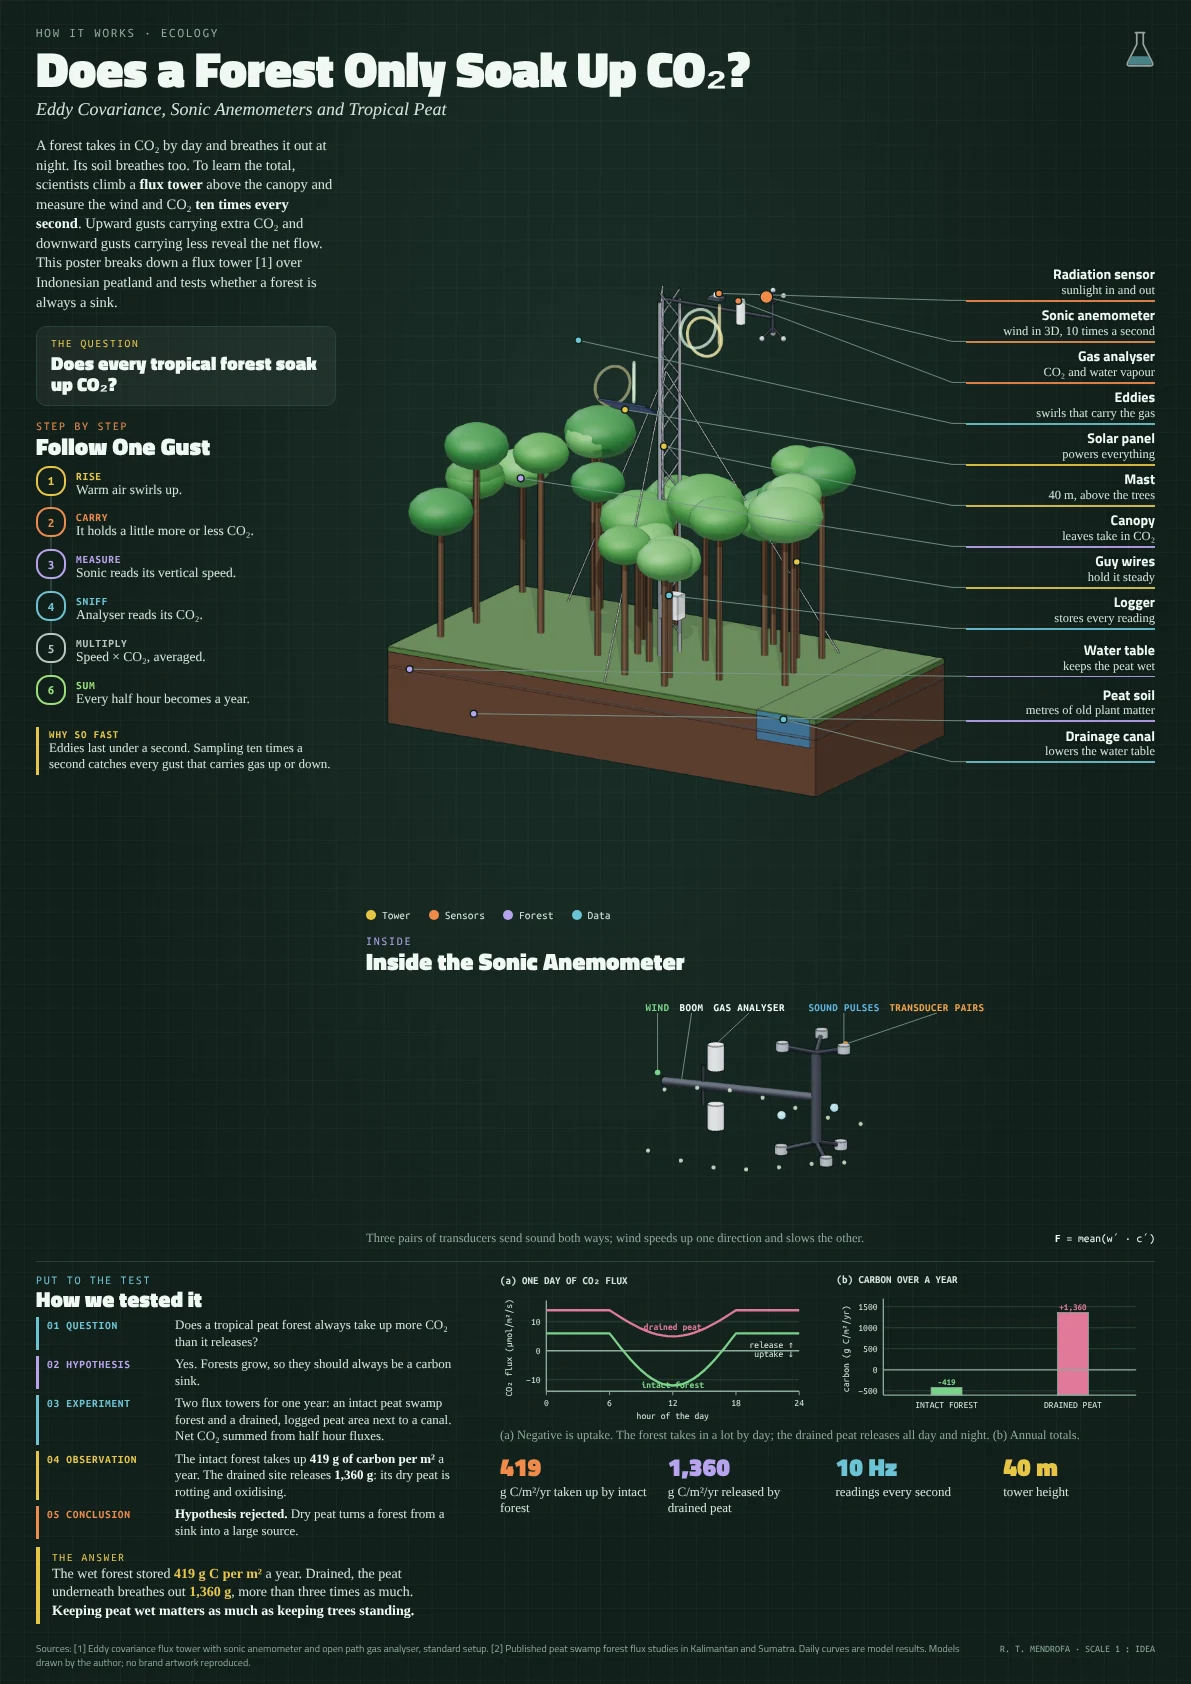 HOW IT WORKS · ECOLOGY
Does a Forest Only Soak Up CO₂?
Eddy Covariance, Sonic Anemometers and Tropical Peat
A forest takes in CO₂ by day and breathes it out at
night. Its soil breathes too. To learn the total,
scientists climb a flux tower above the canopy and
measure the wind and CO₂ ten times every
second. Upward gusts carrying extra CO₂ and
downward gusts carrying less reveal the net flow.
This poster breaks down a flux tower [1] over
Indonesian peatland and tests whether a forest is
always a sink.
THE QUESTION
Does every tropical forest soak
up CO₂?
STEP BY STEP
Follow One Gust
1
RISE
Warm air swirls up.
2
CARRY
It holds a little more or less CO₂.
3
MEASURE
Sonic reads its vertical speed.
4
SNIFF
Analyser reads its CO₂.
5
MULTIPLY
Speed × CO₂, averaged.
6
SUM
Every half hour becomes a year.
WHY SO FAST
Eddies last under a second. Sampling ten times a
second catches every gust that carries gas up or down.
Radiation sensor
sunlight in and out
Sonic anemometer
wind in 3D, 10 times a second
Gas analyser
CO₂ and water vapour
Eddies
swirls that carry the gas
Solar panel
powers everything
Mast
40 m, above the trees
Canopy
leaves take in CO₂
Guy wires
hold it steady
Logger
stores every reading
Water table
keeps the peat wet
Peat soil
metres of old plant matter
Drainage canal
lowers the water table
Tower Sensors Forest Data
INSIDE
Inside the Sonic Anemometer
WIND BOOM GAS ANALYSER SOUND PULSES TRANSDUCER PAIRS
Three pairs of transducers send sound both ways; wind speeds up one direction and slows the other.
F = mean(w′ · c′)
PUT TO THE TEST
How we tested it
01 QUESTION
Does a tropical peat forest always take up more CO₂
than it releases?
02 HYPOTHESIS
Yes. Forests grow, so they should always be a carbon
sink.
03 EXPERIMENT
Two flux towers for one year: an intact peat swamp
forest and a drained, logged peat area next to a canal.
Net CO₂ summed from half hour fluxes.
04 OBSERVATION
The intact forest takes up 419 g of carbon per m² a
year. The drained site releases 1,360 g: its dry peat is
rotting and oxidising.
05 CONCLUSION
Hypothesis rejected. Dry peat turns a forest from a
sink into a large source.
THE ANSWER
The wet forest stored 419 g C per m² a year. Drained, the peat
underneath breathes out 1,360 g, more than three times as much.
Keeping peat wet matters as much as keeping trees standing.
(a) ONE DAY OF CO₂ FLUX
CO₂ flux (µmol/m²/s)
10
0
−10
drained peat
intact forest
release ↑
uptake ↓
0 6 12 18 24
hour of the day
(b) CARBON OVER A YEAR
carbon (g C/m²/yr)
1500
1000
500
0
−500
-419
+1,360
INTACT FOREST DRAINED PEAT
(a) Negative is uptake. The forest takes in a lot by day; the drained peat releases all day and night. (b) Annual totals.
419
g C/m²/yr taken up by intact
forest
1,360
g C/m²/yr released by
drained peat
10 Hz
readings every second
40 m
tower height
Sources: [1] Eddy covariance flux tower with sonic anemometer and open path gas analyser, standard setup. [2] Published peat swamp forest flux studies in Kalimantan and Sumatra. Daily curves are model results. Models
drawn by the author; no brand artwork reproduced.
R. T. MENDROFA · SCALE 1 : IDEA